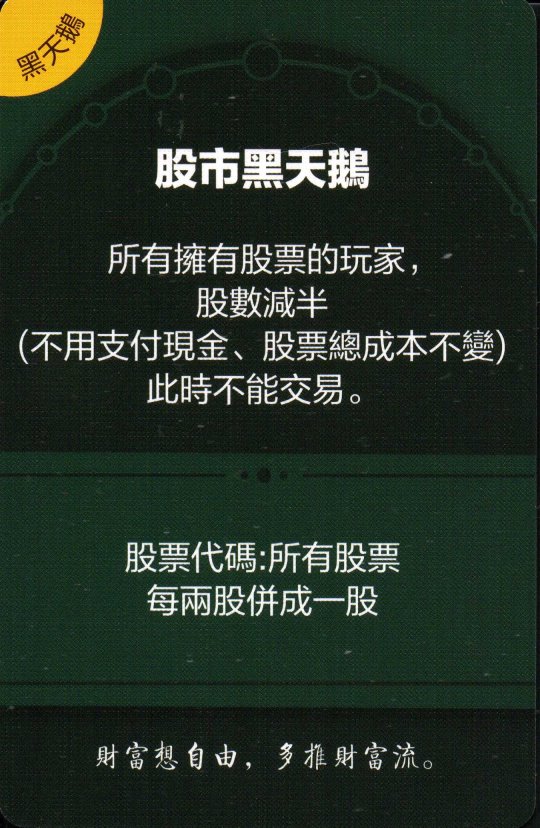 黑天鵝
股市黑天鵝
所有擁有股票的玩家，
股數減半
(不用支付現金、股票總成本不變)
此時不能交易。
股票代碼:所有股票
每兩股併成一股
財富想自由，多推財富流。